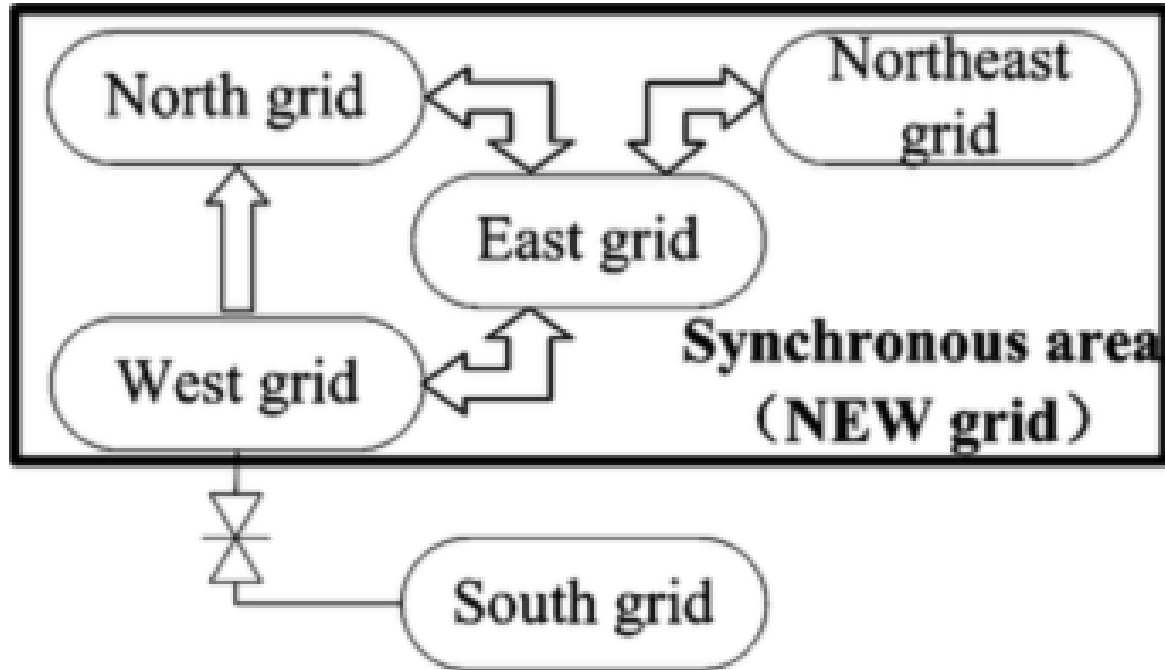 North grid
Northeast
grid
East grid
West grid
Synchronous area
（NEW grid）
South grid